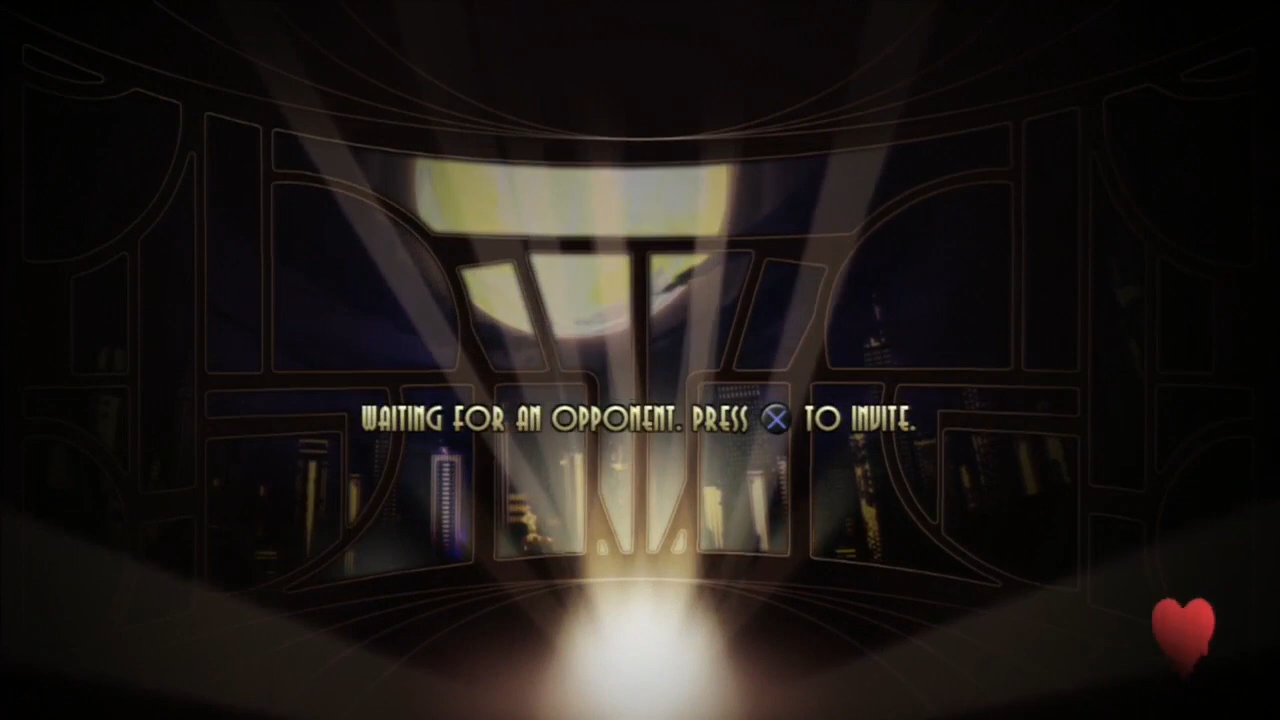 WAITING FOR AN OPPONENT. PRESS X TO INVITE.